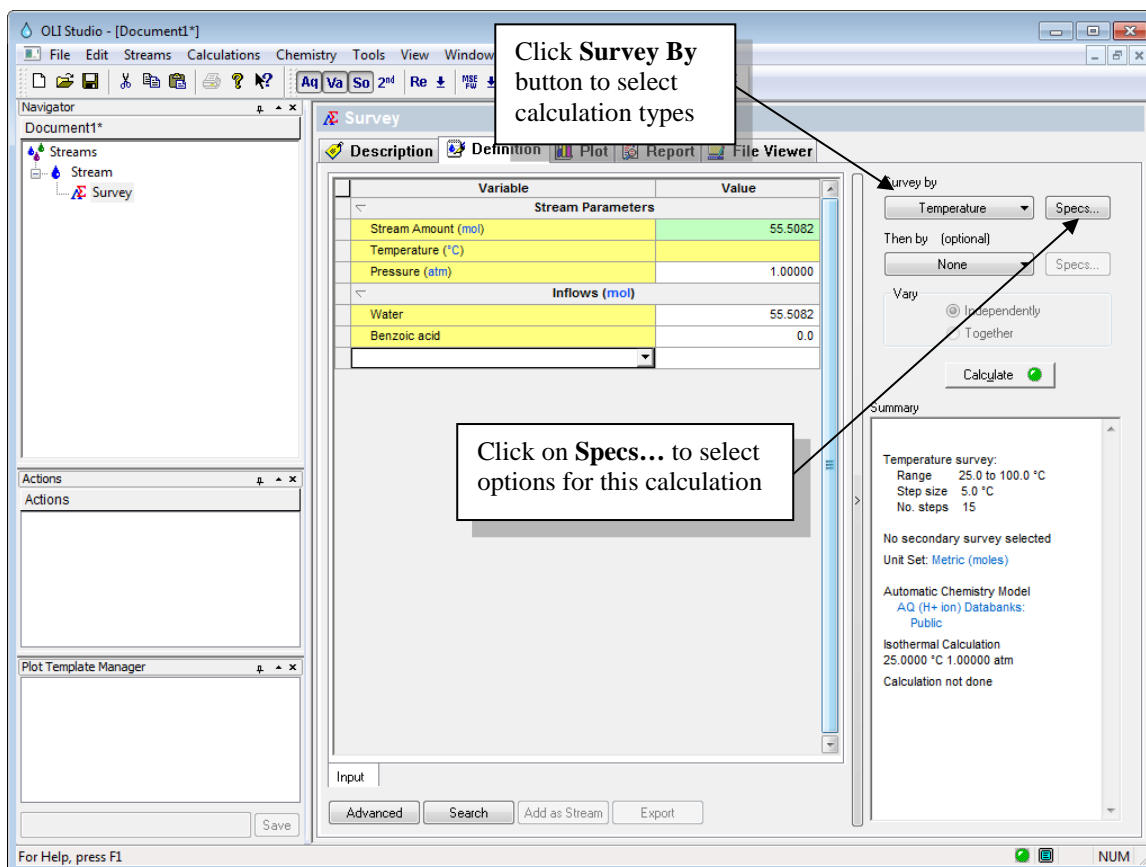 OLI Studio - [Document1*]
File Edit Streams Calculations Chemistry Tools View Window
Aq Va So 2nd Re
MSE FW
Navigator
Document1*
Streams
Stream
Survey
Actions
Actions
Plot Template Manager
Save
Survey
Description Definition Plot Report File Viewer
Variable Value
Stream Parameters
Stream Amount (mol) 55.5082
Temperature (°C)
Pressure (atm) 1.00000
Inflows (mol)
Water 55.5082
Benzoic acid 0.0
Input
Advanced Search Add as Stream Export
Click Survey By
button to select
calculation types
Click on Specs… to select
options for this calculation
Survey by
Temperature Specs...
Then by (optional)
None Specs...
Vary
Independently
Together
Calculate
Summary
Temperature survey:
Range 25.0 to 100.0 °C
Step size 5.0 °C
No. steps 15
No secondary survey selected
Unit Set: Metric (moles)
Automatic Chemistry Model
AQ (H+ ion) Databanks:
Public
Isothermal Calculation
25.0000 °C 1.00000 atm
Calculation not done
For Help, press F1
NUM